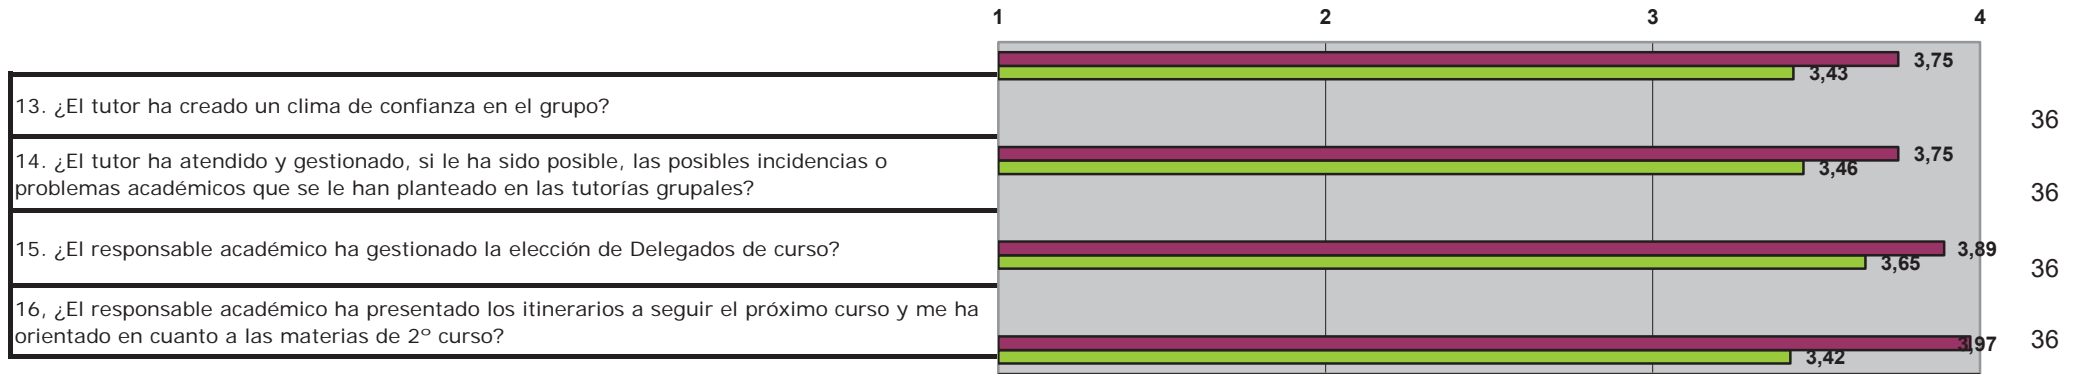 1 2 3 4
3,75
3,43
13. ¿El tutor ha creado un clima de confianza en el grupo?
36
14. ¿El tutor ha atendido y gestionado, si le ha sido posible, las posibles incidencias o
problemas académicos que se le han planteado en las tutorías grupales?
3,75
3,46
36
15. ¿El responsable académico ha gestionado la elección de Delegados de curso?
3,89
3,65
36
16, ¿El responsable académico ha presentado los itinerarios a seguir el próximo curso y me ha
orientado en cuanto a las materias de 2º curso?
3,97
3,42
36